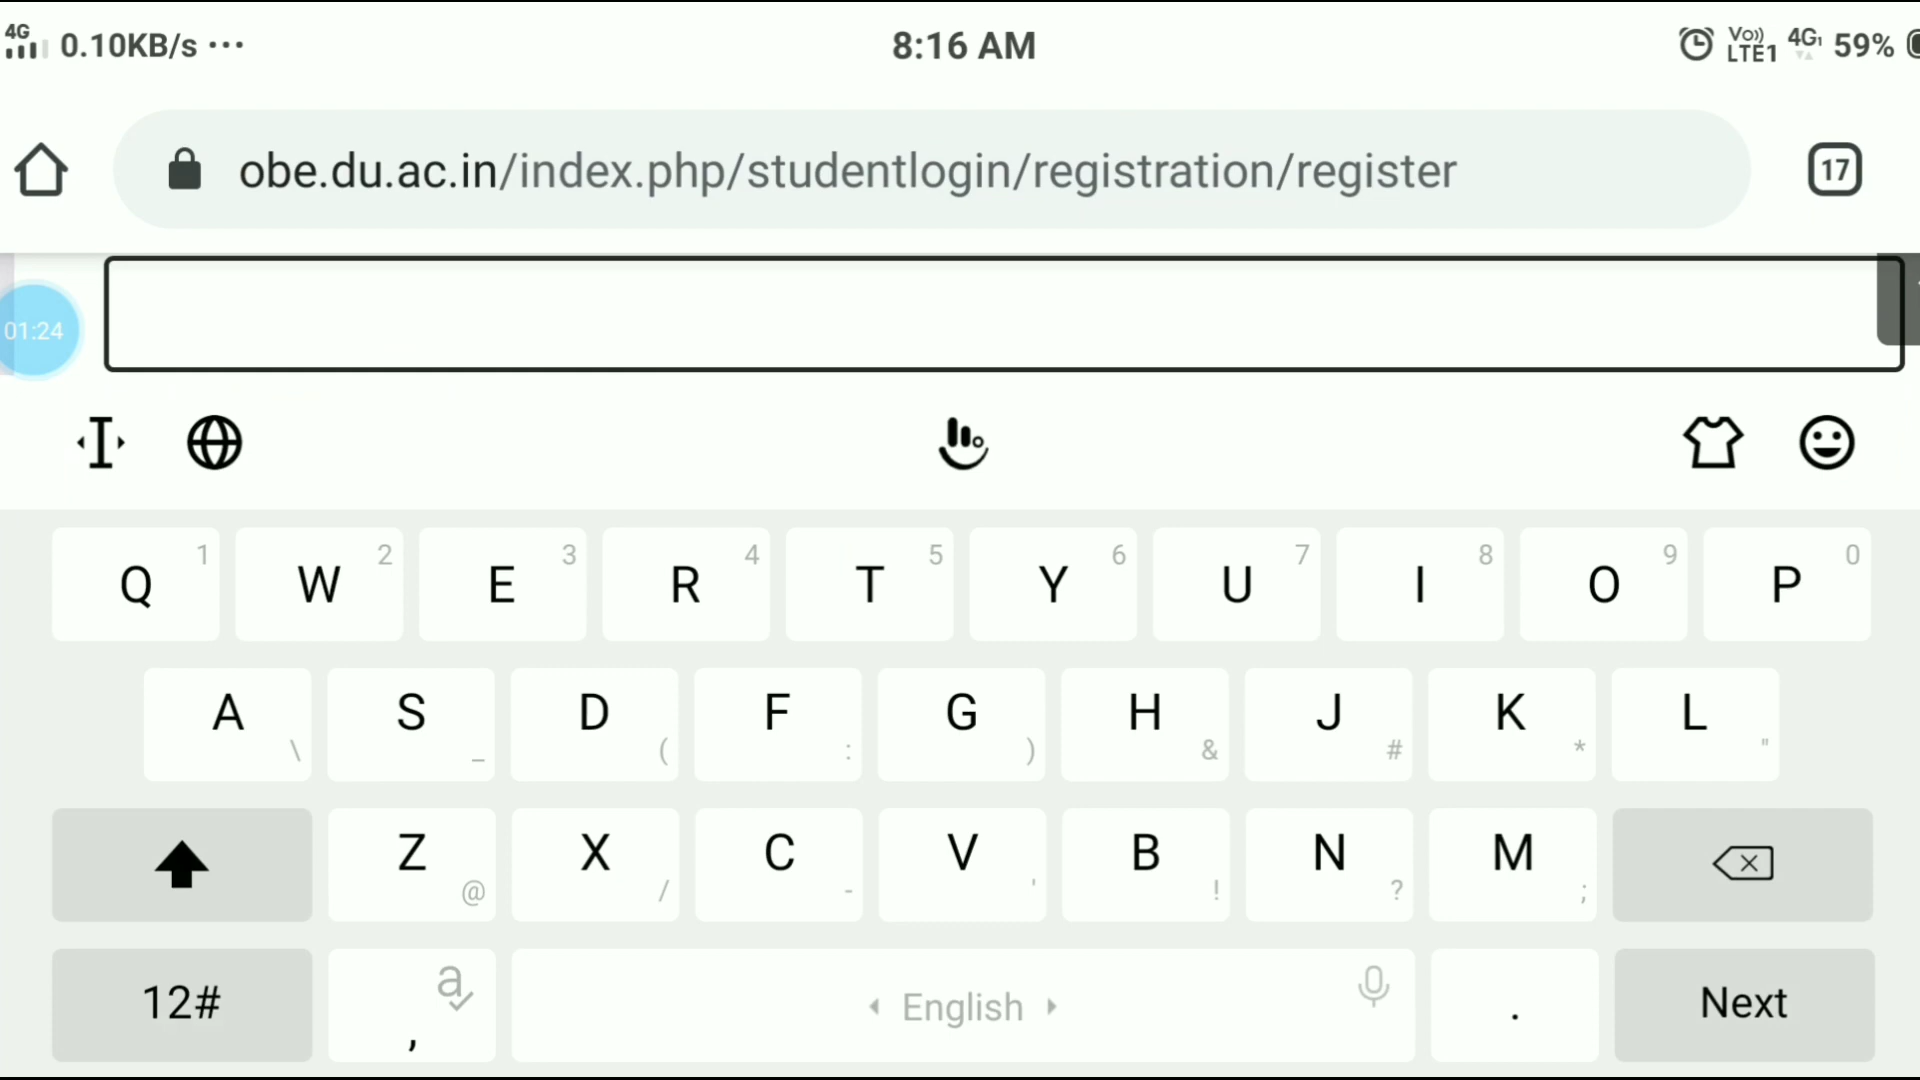 4G 0.10KB/s ... 8:16 AM Vo)) LTE1 4G1 59%
obe.du.ac.in/index.php/studentlogin/registration/register 17
01:24
Q 1 W 2 E 3 R 4 T 5 Y 6 U 7 I 8 O 9 P 0
A \ S _ D ( F : G ) H & J # K * L "
Z @ X / C - V ' B ! N ? M ;
12# , a English . Next